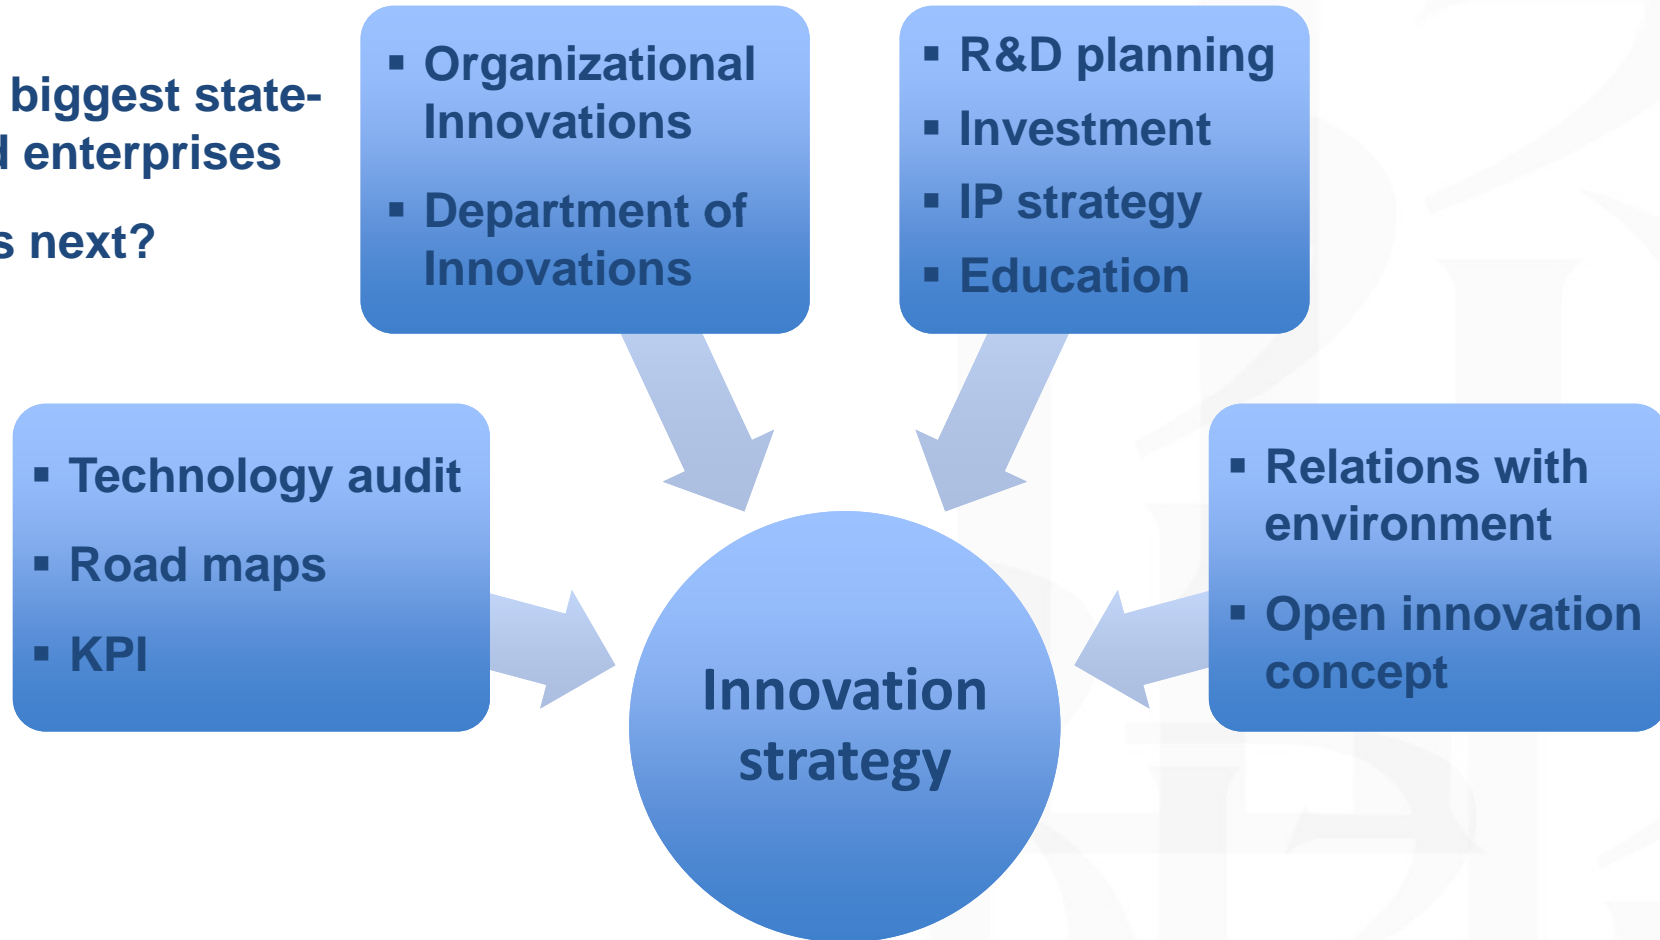 biggest state-
enterprises
next?
▪ Organizational
Innovations
▪ Department of
Innovations
▪ R&D planning
▪ Investment
▪ IP strategy
▪ Education
▪ Technology audit
▪ Road maps
▪ KPI
▪ Relations with
environment
▪ Open innovation
concept
Innovation
strategy